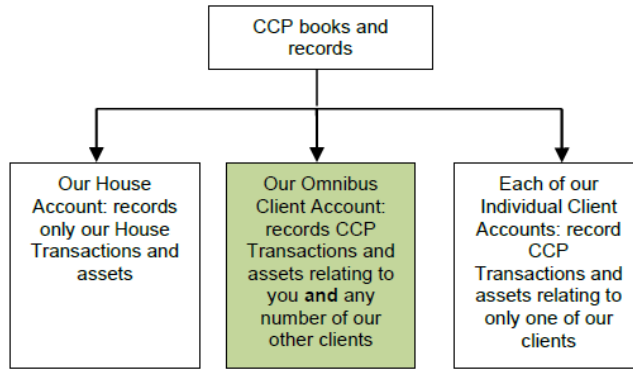 CCP books and
records
Our House
Account: records
only our House
Transactions and
assets
Our Omnibus
Client Account:
records CCP
Transactions and
assets relating to
you and any
number of our
other clients
Each of our
Individual Client
Accounts: record
CCP
Transactions and
assets relating to
only one of our
clients